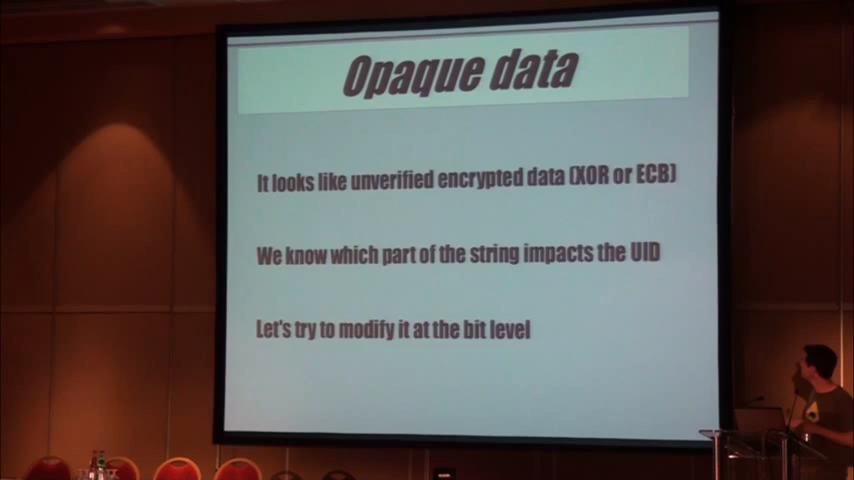 Opaque data
It looks like unverified encrypted data (XOR or ECB)
We know which part of the string impacts the UID
Let's try to modify it at the bit level